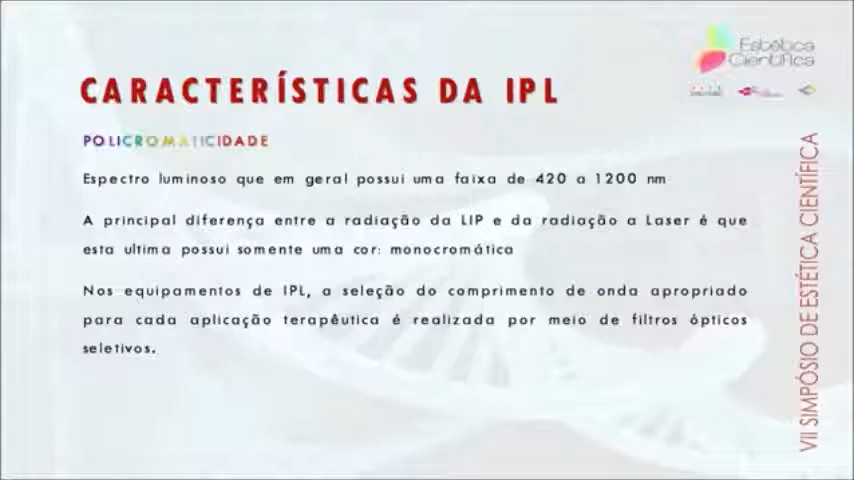 Estética
Científica
CARACTERÍSTICAS DA IPL
POLICROMATICIDADE
Espectro luminoso que em geral possui uma faixa de 420 a 1200 nm
A principal diferença entre a radiação da LIP e da radiação a Laser é que
esta ultima possui somente uma cor: monocromática
Nos equipamentos de IPL, a seleção do comprimento de onda apropriado
para cada aplicação terapêutica é realizada por meio de filtros ópticos
seletivos.
VII SIMPÓSIO DE ESTÉTICA CIENTÍFICA